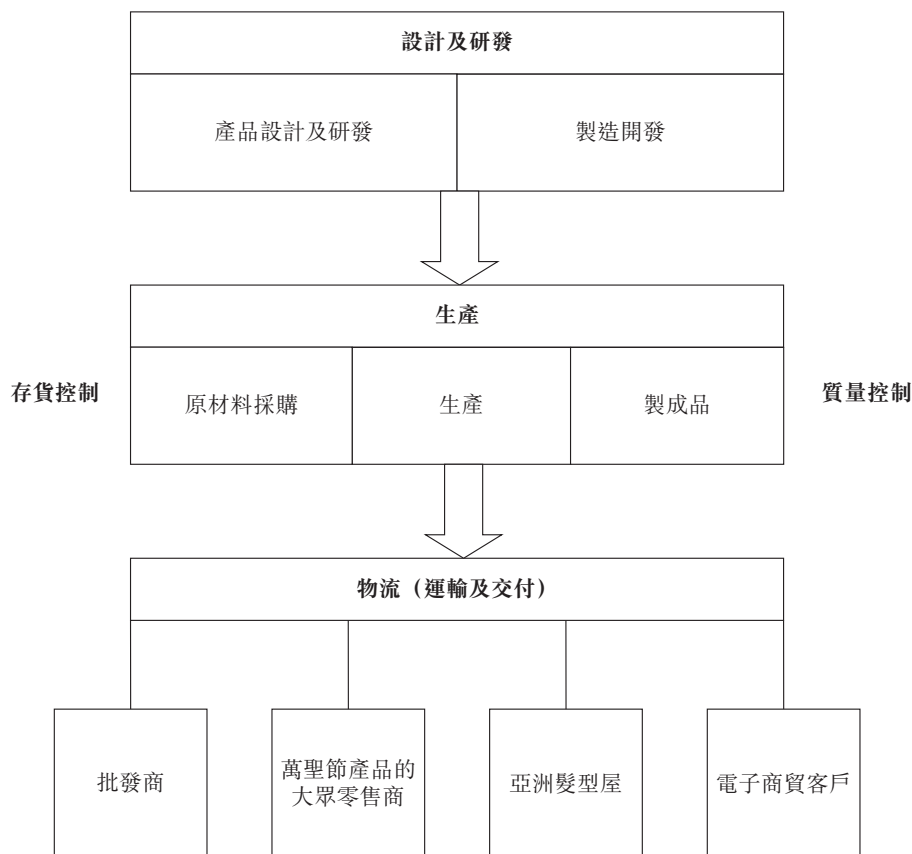 設計及研發
產品設計及研發
製造開發
生產
存貨控制
原材料採購
生產
製成品
質量控制
物流（運輸及交付）
批發商
萬聖節產品的
大眾零售商
亞洲髮型屋
電子商貿客戶